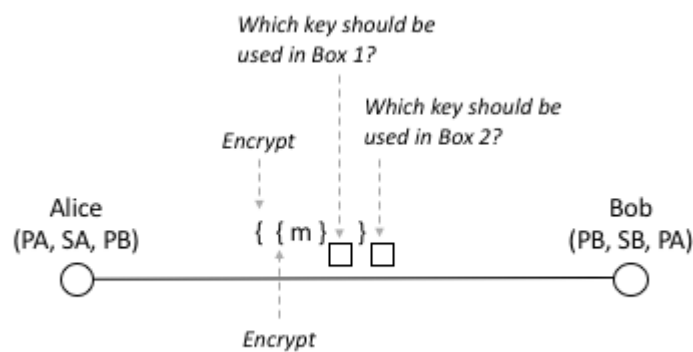 Which key should be
used in Box 1?
Which key should be
used in Box 2?
Encrypt
Alice
(PA, SA, PB)
{ { m } }
Bob
(PB, SB, PA)
Encrypt